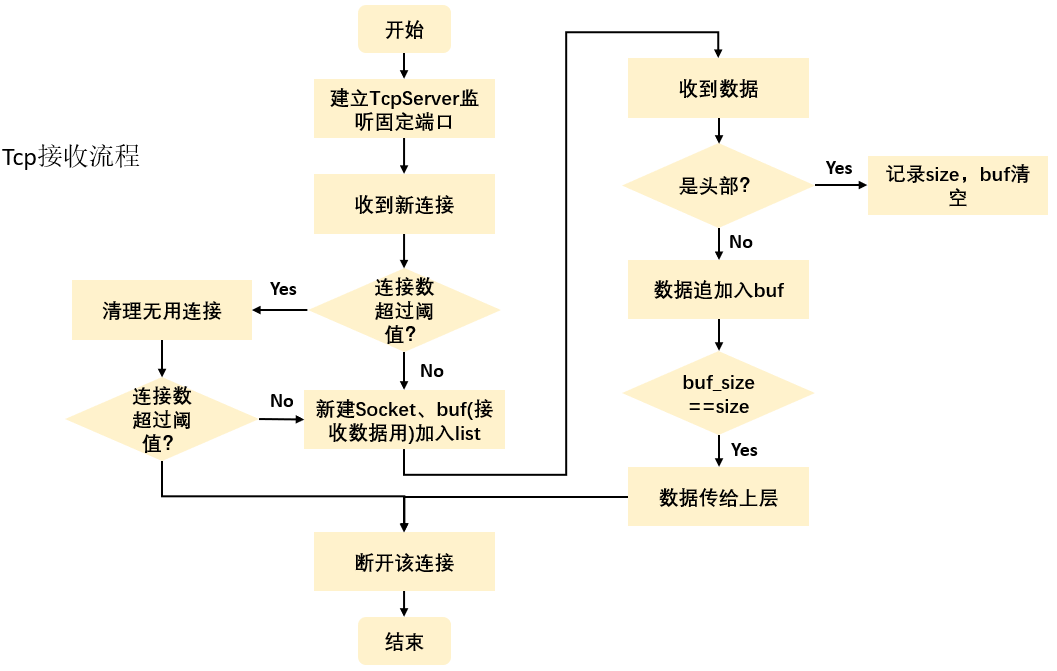 Tcp接收流程
开始
建立TcpServer监
听固定端口
收到新连接
连接数
超过阈
值?
Yes
No
清理无用连接
连接数
超过阈
值?
No
新建Socket、buf(接
收数据用)加入list
收到数据
是头部?
Yes
记录size，buf清
空
No
数据追加入buf
buf_size
==size
Yes
数据传给上层
断开该连接
结束